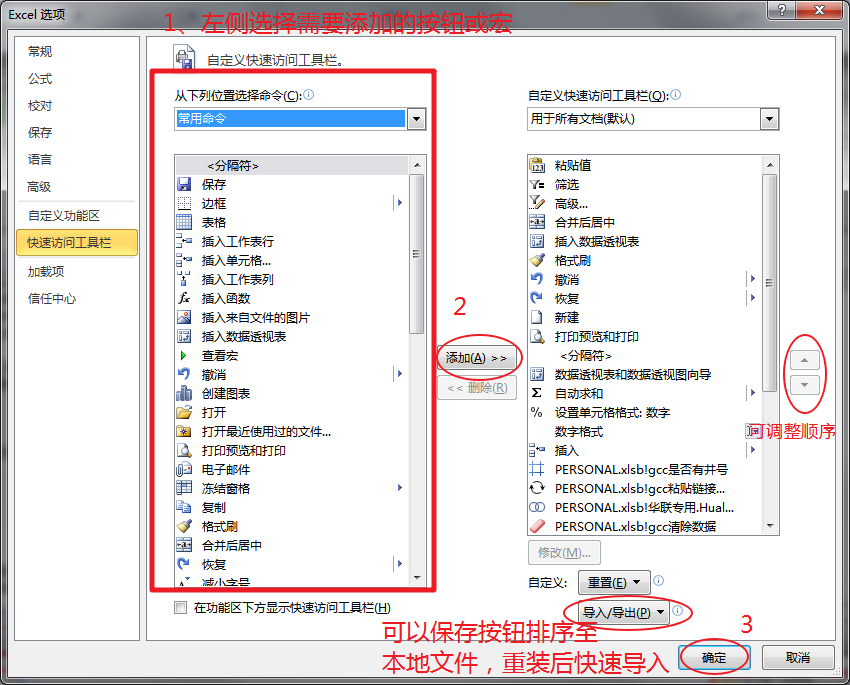 Excel 选项
1、左侧选择需要添加的按钮或宏
常规
公式
校对
保存
语言
高级
自定义功能区
快速访问工具栏
加载项
信任中心
自定义快速访问工具栏。
从下列位置选择命令(C):
常用命令
<分隔符>
保存
边框
表格
插入工作表行
插入单元格...
插入工作表列
插入函数
插入来自文件的图片
插入数据透视表
查看宏
撤消
创建图表
打开
打开最近使用过的文件...
打印预览和打印
电子邮件
冻结窗格
复制
格式刷
合并后居中
恢复
减小字号
在功能区下方显示快速访问工具栏(H)
2
添加(A) >>
<< 删除(R)
自定义快速访问工具栏(Q):
用于所有文档(默认)
粘贴值
筛选
高级...
合并后居中
插入数据透视表
格式刷
撤消
恢复
新建
打印预览和打印
<分隔符>
数据透视表和数据透视图向导
自动求和
设置单元格格式: 数字
数字格式
插入
PERSONAL.xlsb!gcc是否有井号
PERSONAL.xlsb!gcc粘贴链接...
PERSONAL.xlsb!华联专用.Hual...
PERSONAL.xlsb!gcc清除数据
可调整顺序
修改(M)...
自定义:
重置(E)
导入/导出(P)
可以保存按钮排序至
本地文件，重装后快速导入
3
确定
取消